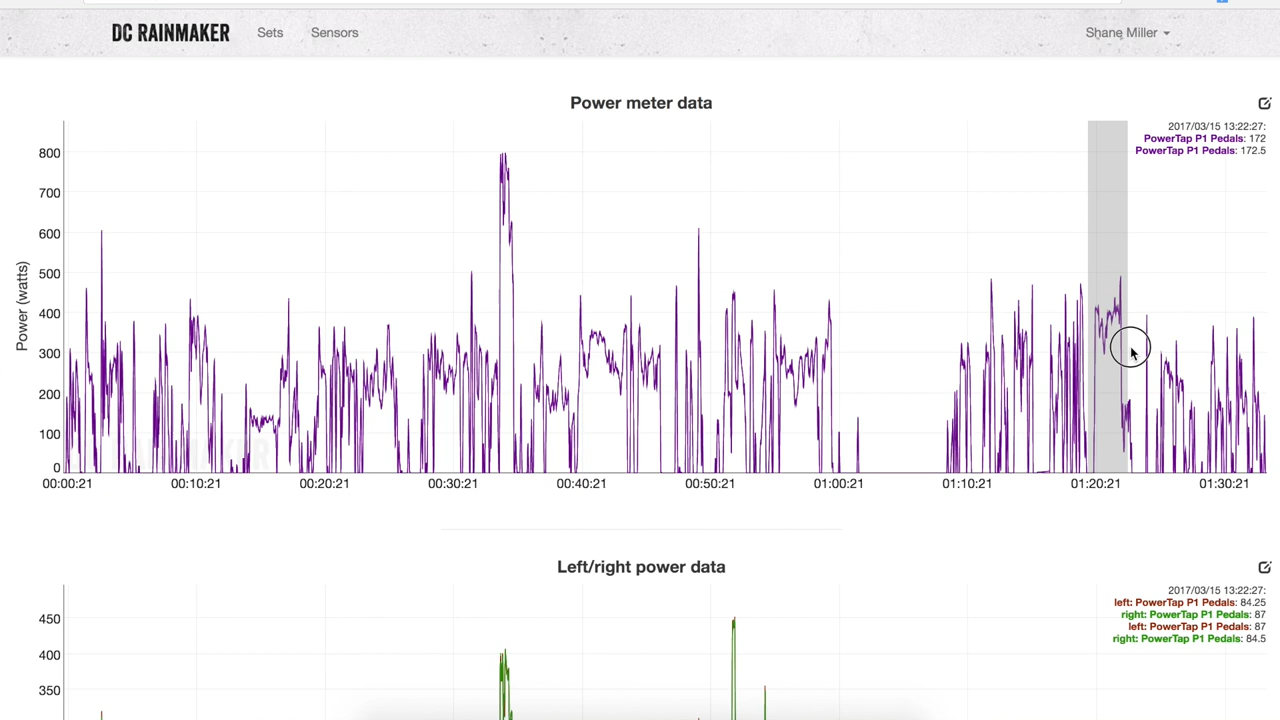 DC RAINMAKER Sets Sensors Shane Miller
Power meter data
2017/03/15 13:22:27:
PowerTap P1 Pedals: 172
PowerTap P1 Pedals: 172.5
Power (watts)
800
700
600
500
400
300
200
100
0
00:00:21 00:10:21 00:20:21 00:30:21 00:40:21 00:50:21 01:00:21 01:10:21 01:20:21 01:30:21
Left/right power data
2017/03/15 13:22:27:
left: PowerTap P1 Pedals: 84.25
right: PowerTap P1 Pedals: 87
left: PowerTap P1 Pedals: 87
right: PowerTap P1 Pedals: 84.5
450
400
350